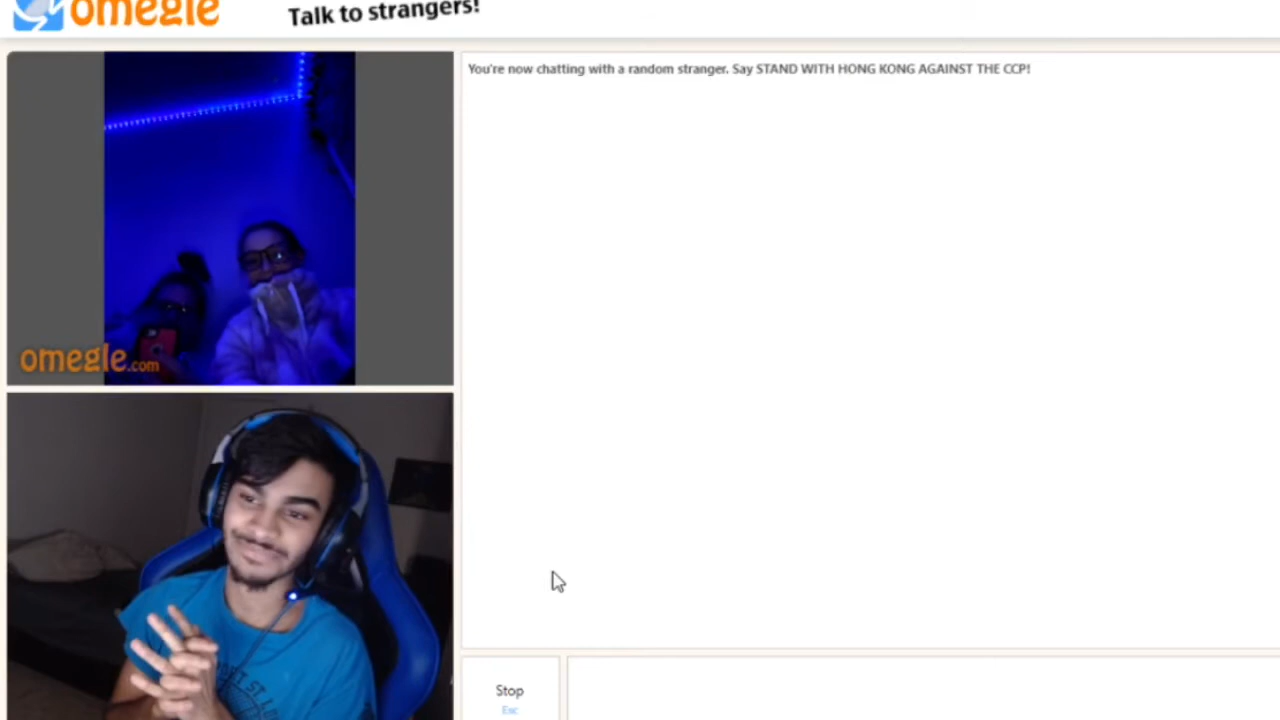 omegle
Talk to strangers!
You're now chatting with a random stranger. Say STAND WITH HONG KONG AGAINST THE CCP!
omegle.com
Stop
Esc